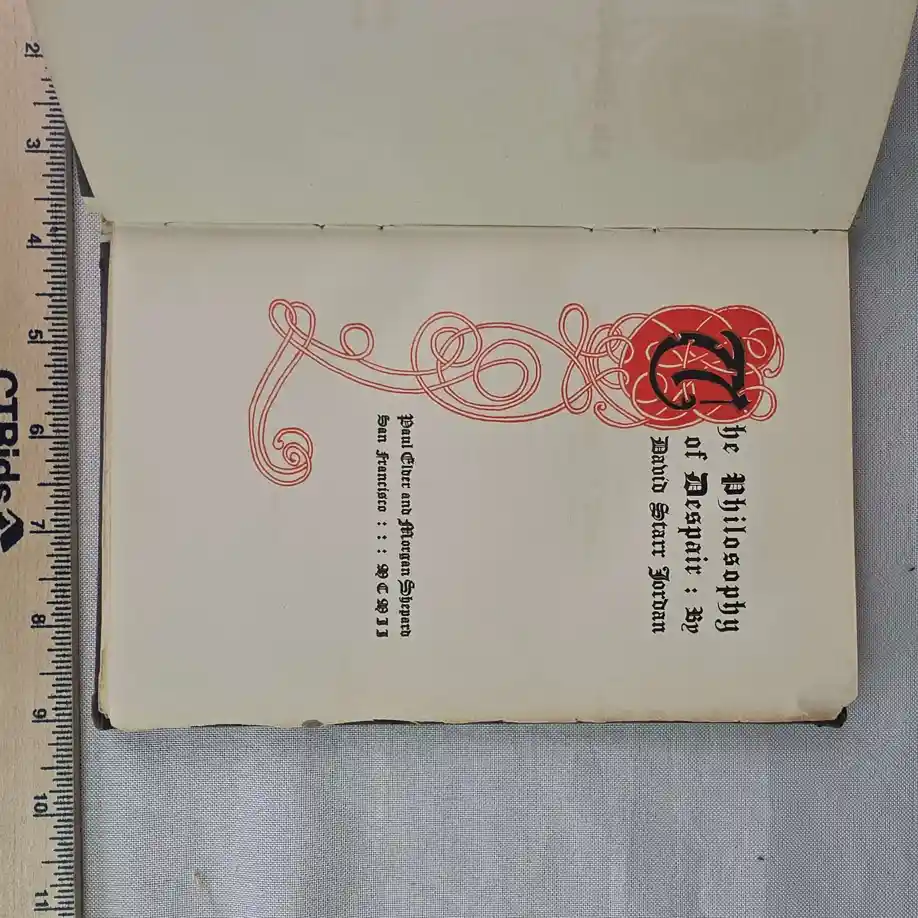 The Philosophy
of Despair : By
David Starr Jordan
Paul Elder and Morgan Shepard
San Francisco : : : MCMII
2 3 4 5 6 7 8 9 10 11
CTBids